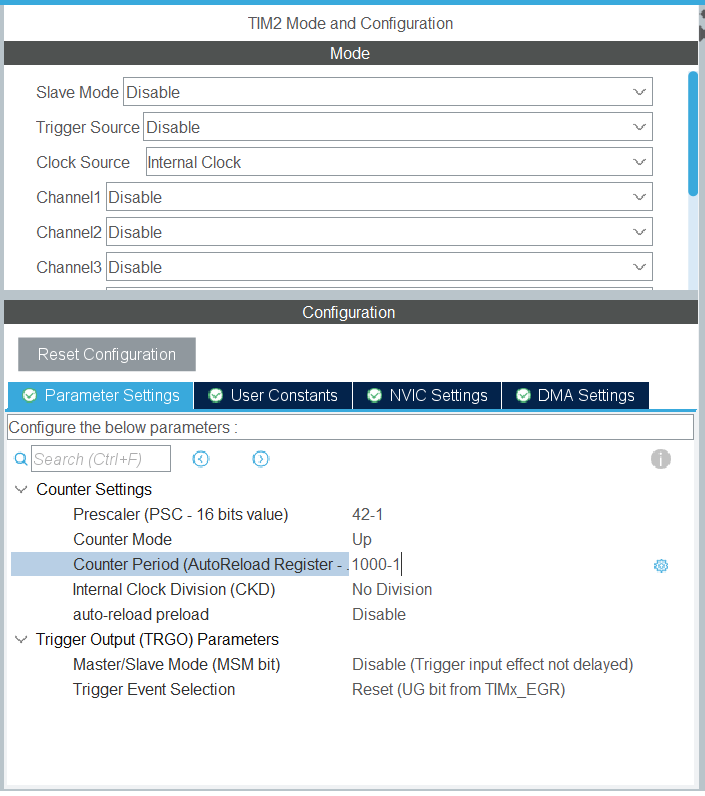 TIM2 Mode and Configuration
Mode
Slave Mode Disable
Trigger Source Disable
Clock Source Internal Clock
Channel1 Disable
Channel2 Disable
Channel3 Disable
Configuration
Reset Configuration
Parameter Settings User Constants NVIC Settings DMA Settings
Configure the below parameters :
Search (Ctrl+F)
Counter Settings
Prescaler (PSC - 16 bits value) 42-1
Counter Mode Up
Counter Period (AutoReload Register - . 1000-1
Internal Clock Division (CKD) No Division
auto-reload preload Disable
Trigger Output (TRGO) Parameters
Master/Slave Mode (MSM bit) Disable (Trigger input effect not delayed)
Trigger Event Selection Reset (UG bit from TIMx_EGR)